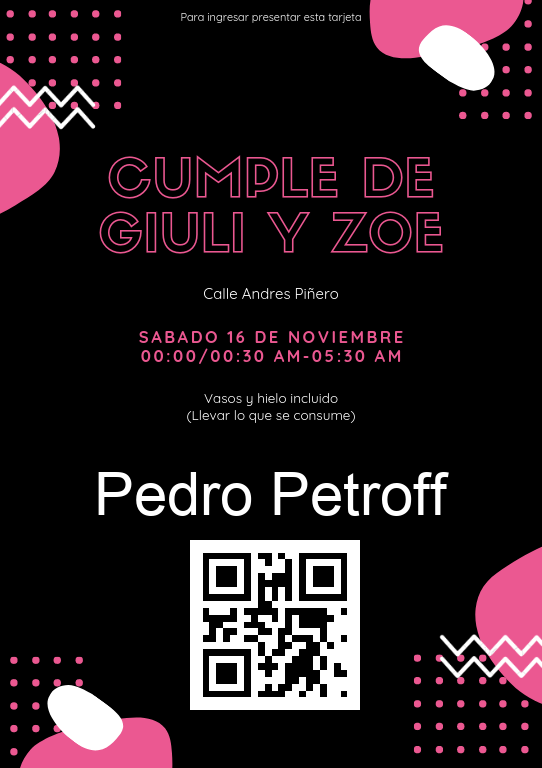 Para ingresar presentar esta tarjeta
CUMPLE DE
GIULI Y ZOE
Calle Andres Piñero
SABADO 16 DE NOVIEMBRE
00:00/00:30 AM-05:30 AM
Vasos y hielo incluido
(Llevar lo que se consume)
Pedro Petroff